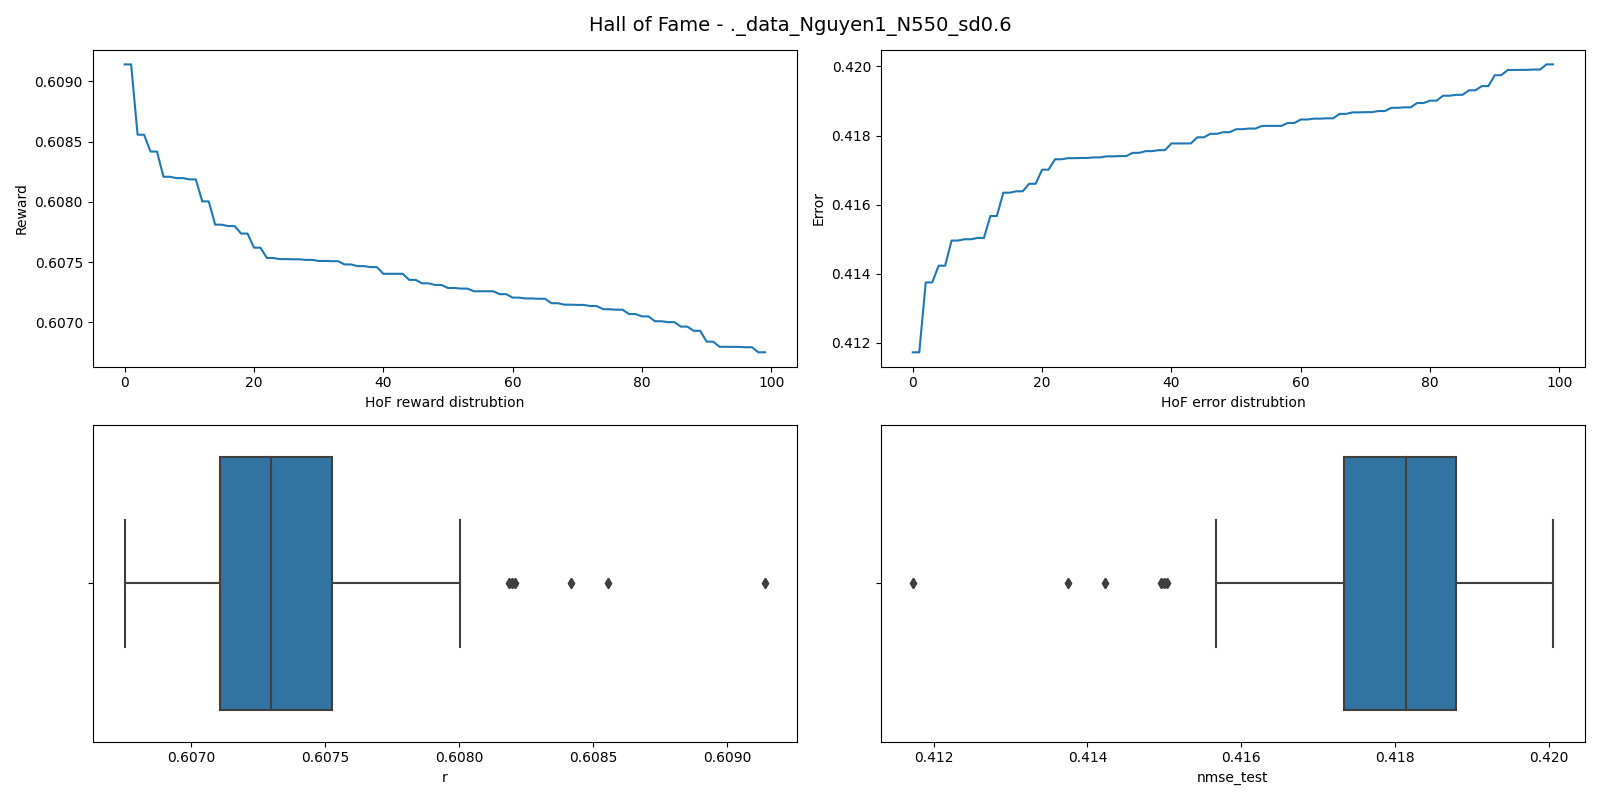 Hall of Fame - ._data_Nguyen1_N550_sd0.6
0.6090
0.6085
0.6080
0.6075
0.6070
Reward
0 20 40 60 80 100
HoF reward distrubtion
0.420
0.418
0.416
0.414
0.412
Error
0 20 40 60 80 100
HoF error distrubtion
0.6070 0.6075 0.6080 0.6085 0.6090
r
0.412 0.414 0.416 0.418 0.420
nmse_test